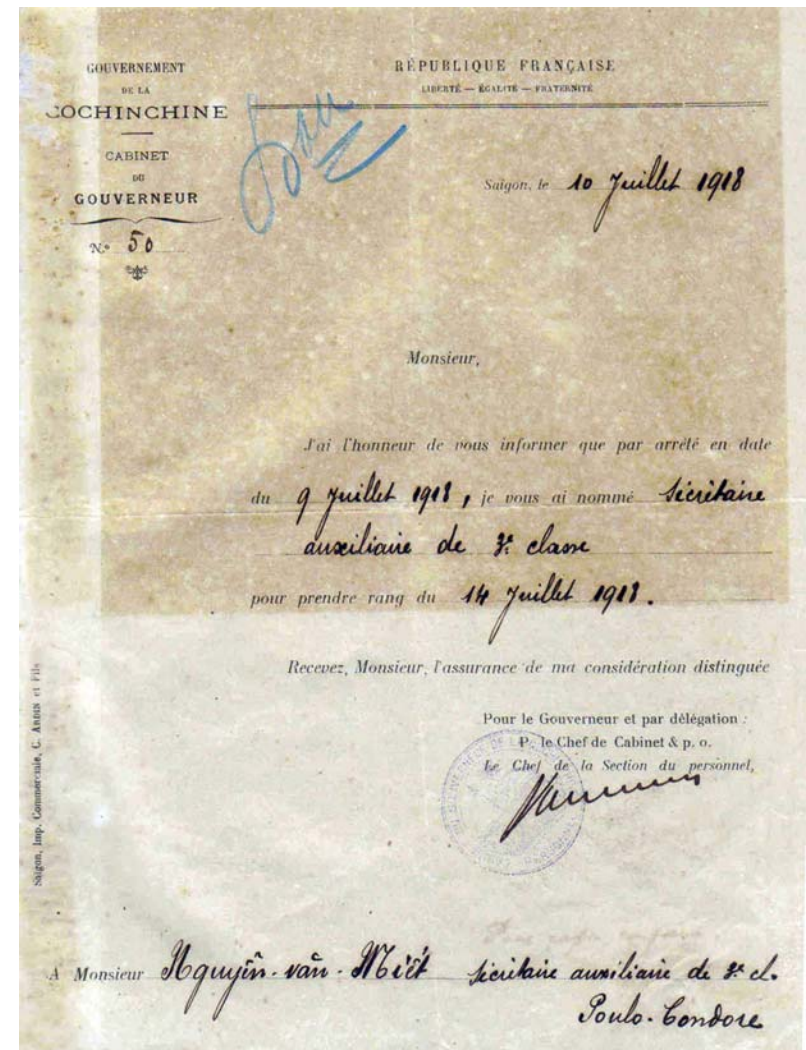 GOUVERNEMENT
DE LA
COCHINCHINE
CABINET
DU
GOUVERNEUR
N.º 50
RÉPUBLIQUE FRANÇAISE
LIBERTÉ — ÉGALITÉ — FRATERNITÉ
Saïgon, le 10 Juillet 1918
Monsieur,
J'ai l'honneur de vous informer que par arrêté en date
du 9 Juillet 1918, je vous ai nommé Secrétaire
auxiliaire de 3e classe
pour prendre rang du 14 Juillet 1918.
Recevez, Monsieur, l'assurance de ma considération distinguée
Pour le Gouverneur et par délégation :
P. le Chef de Cabinet & p. o.
Le Chef de la Section du personnel,
Saigon, Imp. Commerciale, C. ARDIN et Fils
A Monsieur Nguyễn-văn-Miết Secrétaire auxiliaire de 3e cl.
Poulo-Condore